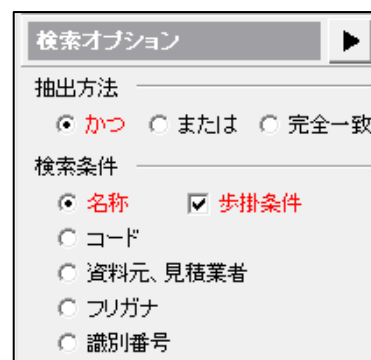 検索オプション
抽出方法
かつ または 完全一致
検索条件
名称 歩掛条件
コード
資料元、見積業者
フリガナ
識別番号